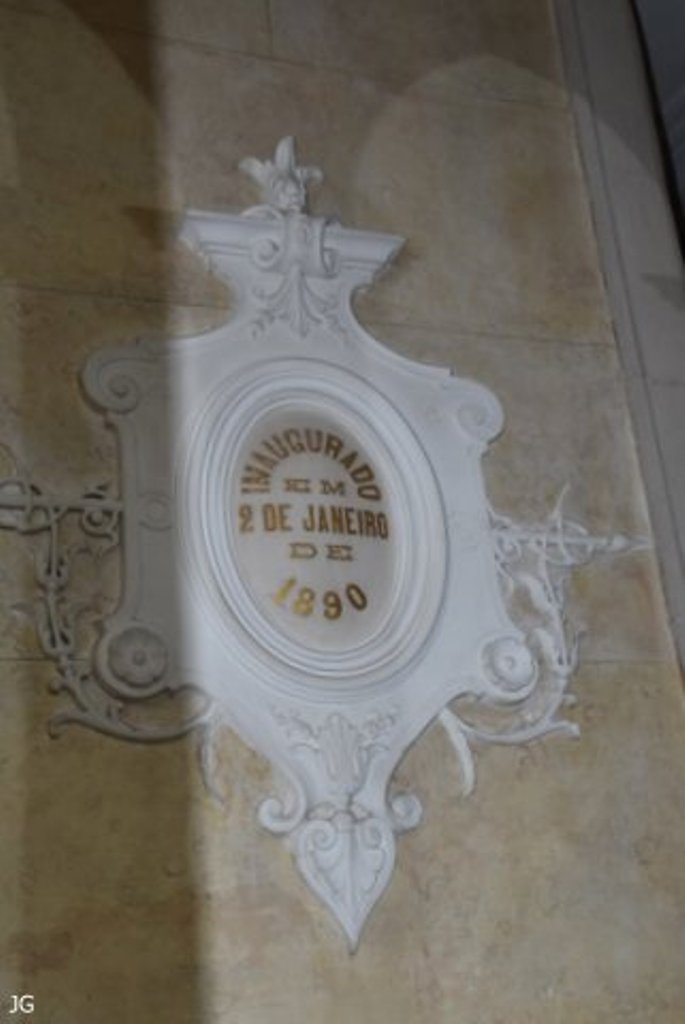 INAUGURADO
EM
2 DE JANEIRO
DE
1890
JG